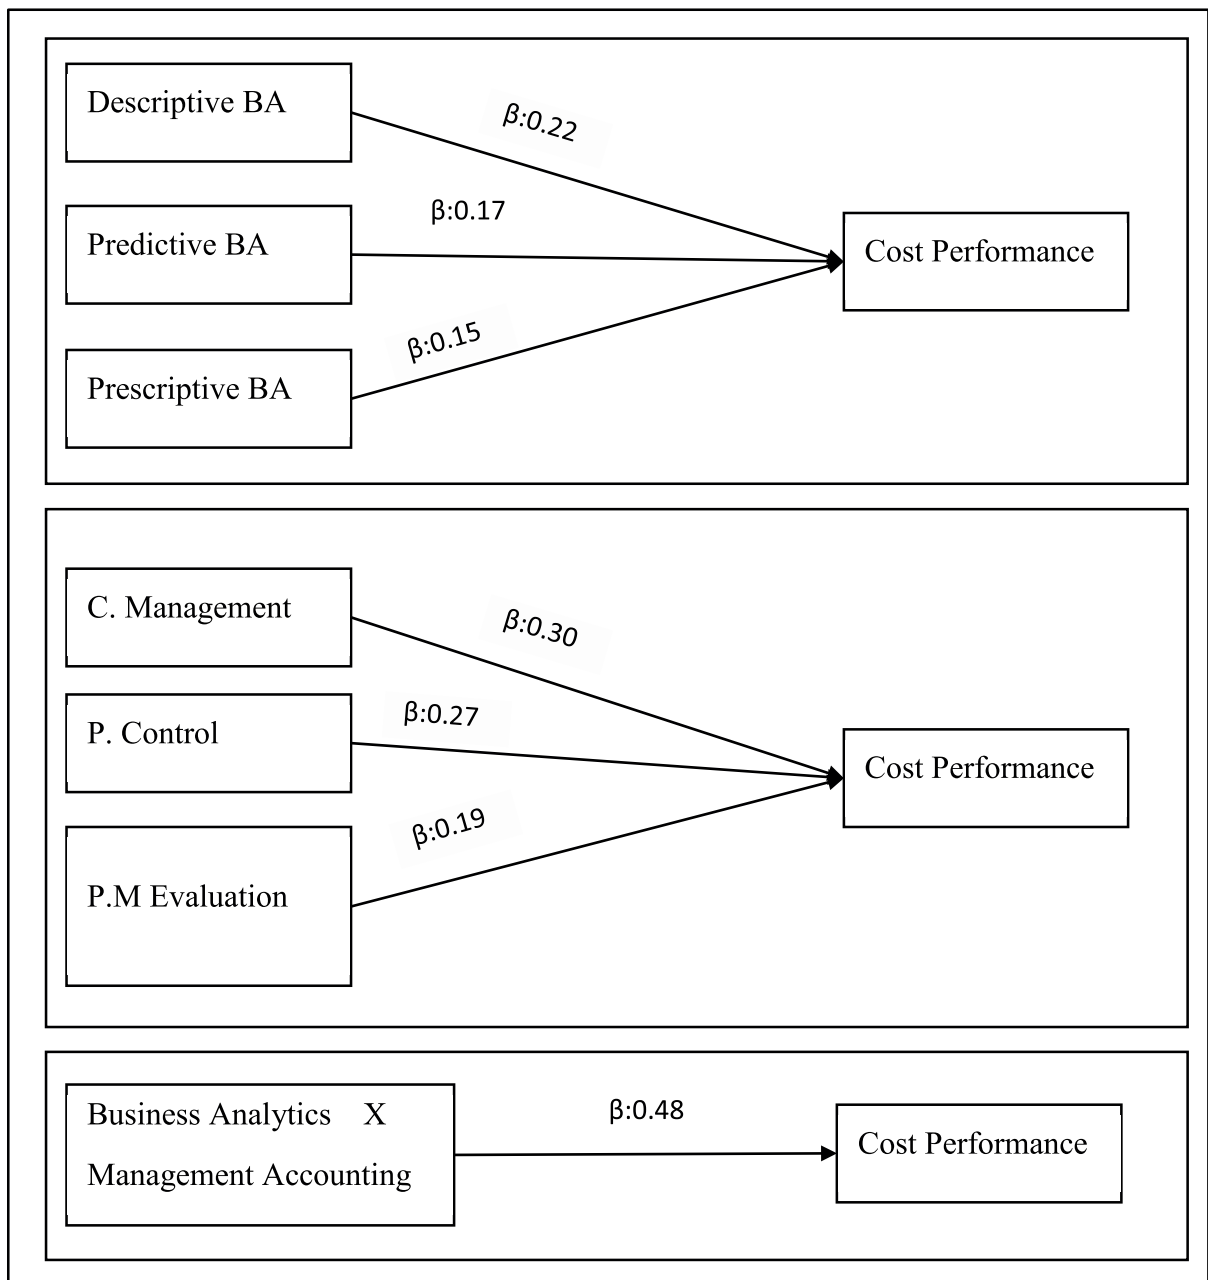 Descriptive BA
β:0.22
Predictive BA
β:0.17
Cost Performance
Prescriptive BA
β:0.15
C. Management
β:0.30
P. Control
β:0.27
Cost Performance
P.M Evaluation
β:0.19
Business Analytics X
Management Accounting
β:0.48
Cost Performance